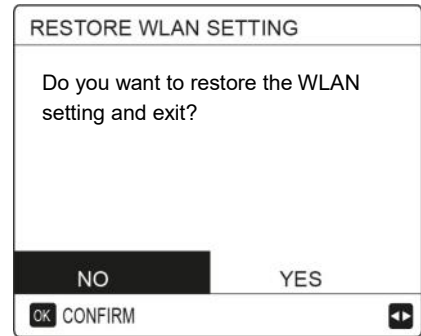 RESTORE WLAN SETTING
Do you want to restore the WLAN
setting and exit?
NO YES
OK CONFIRM